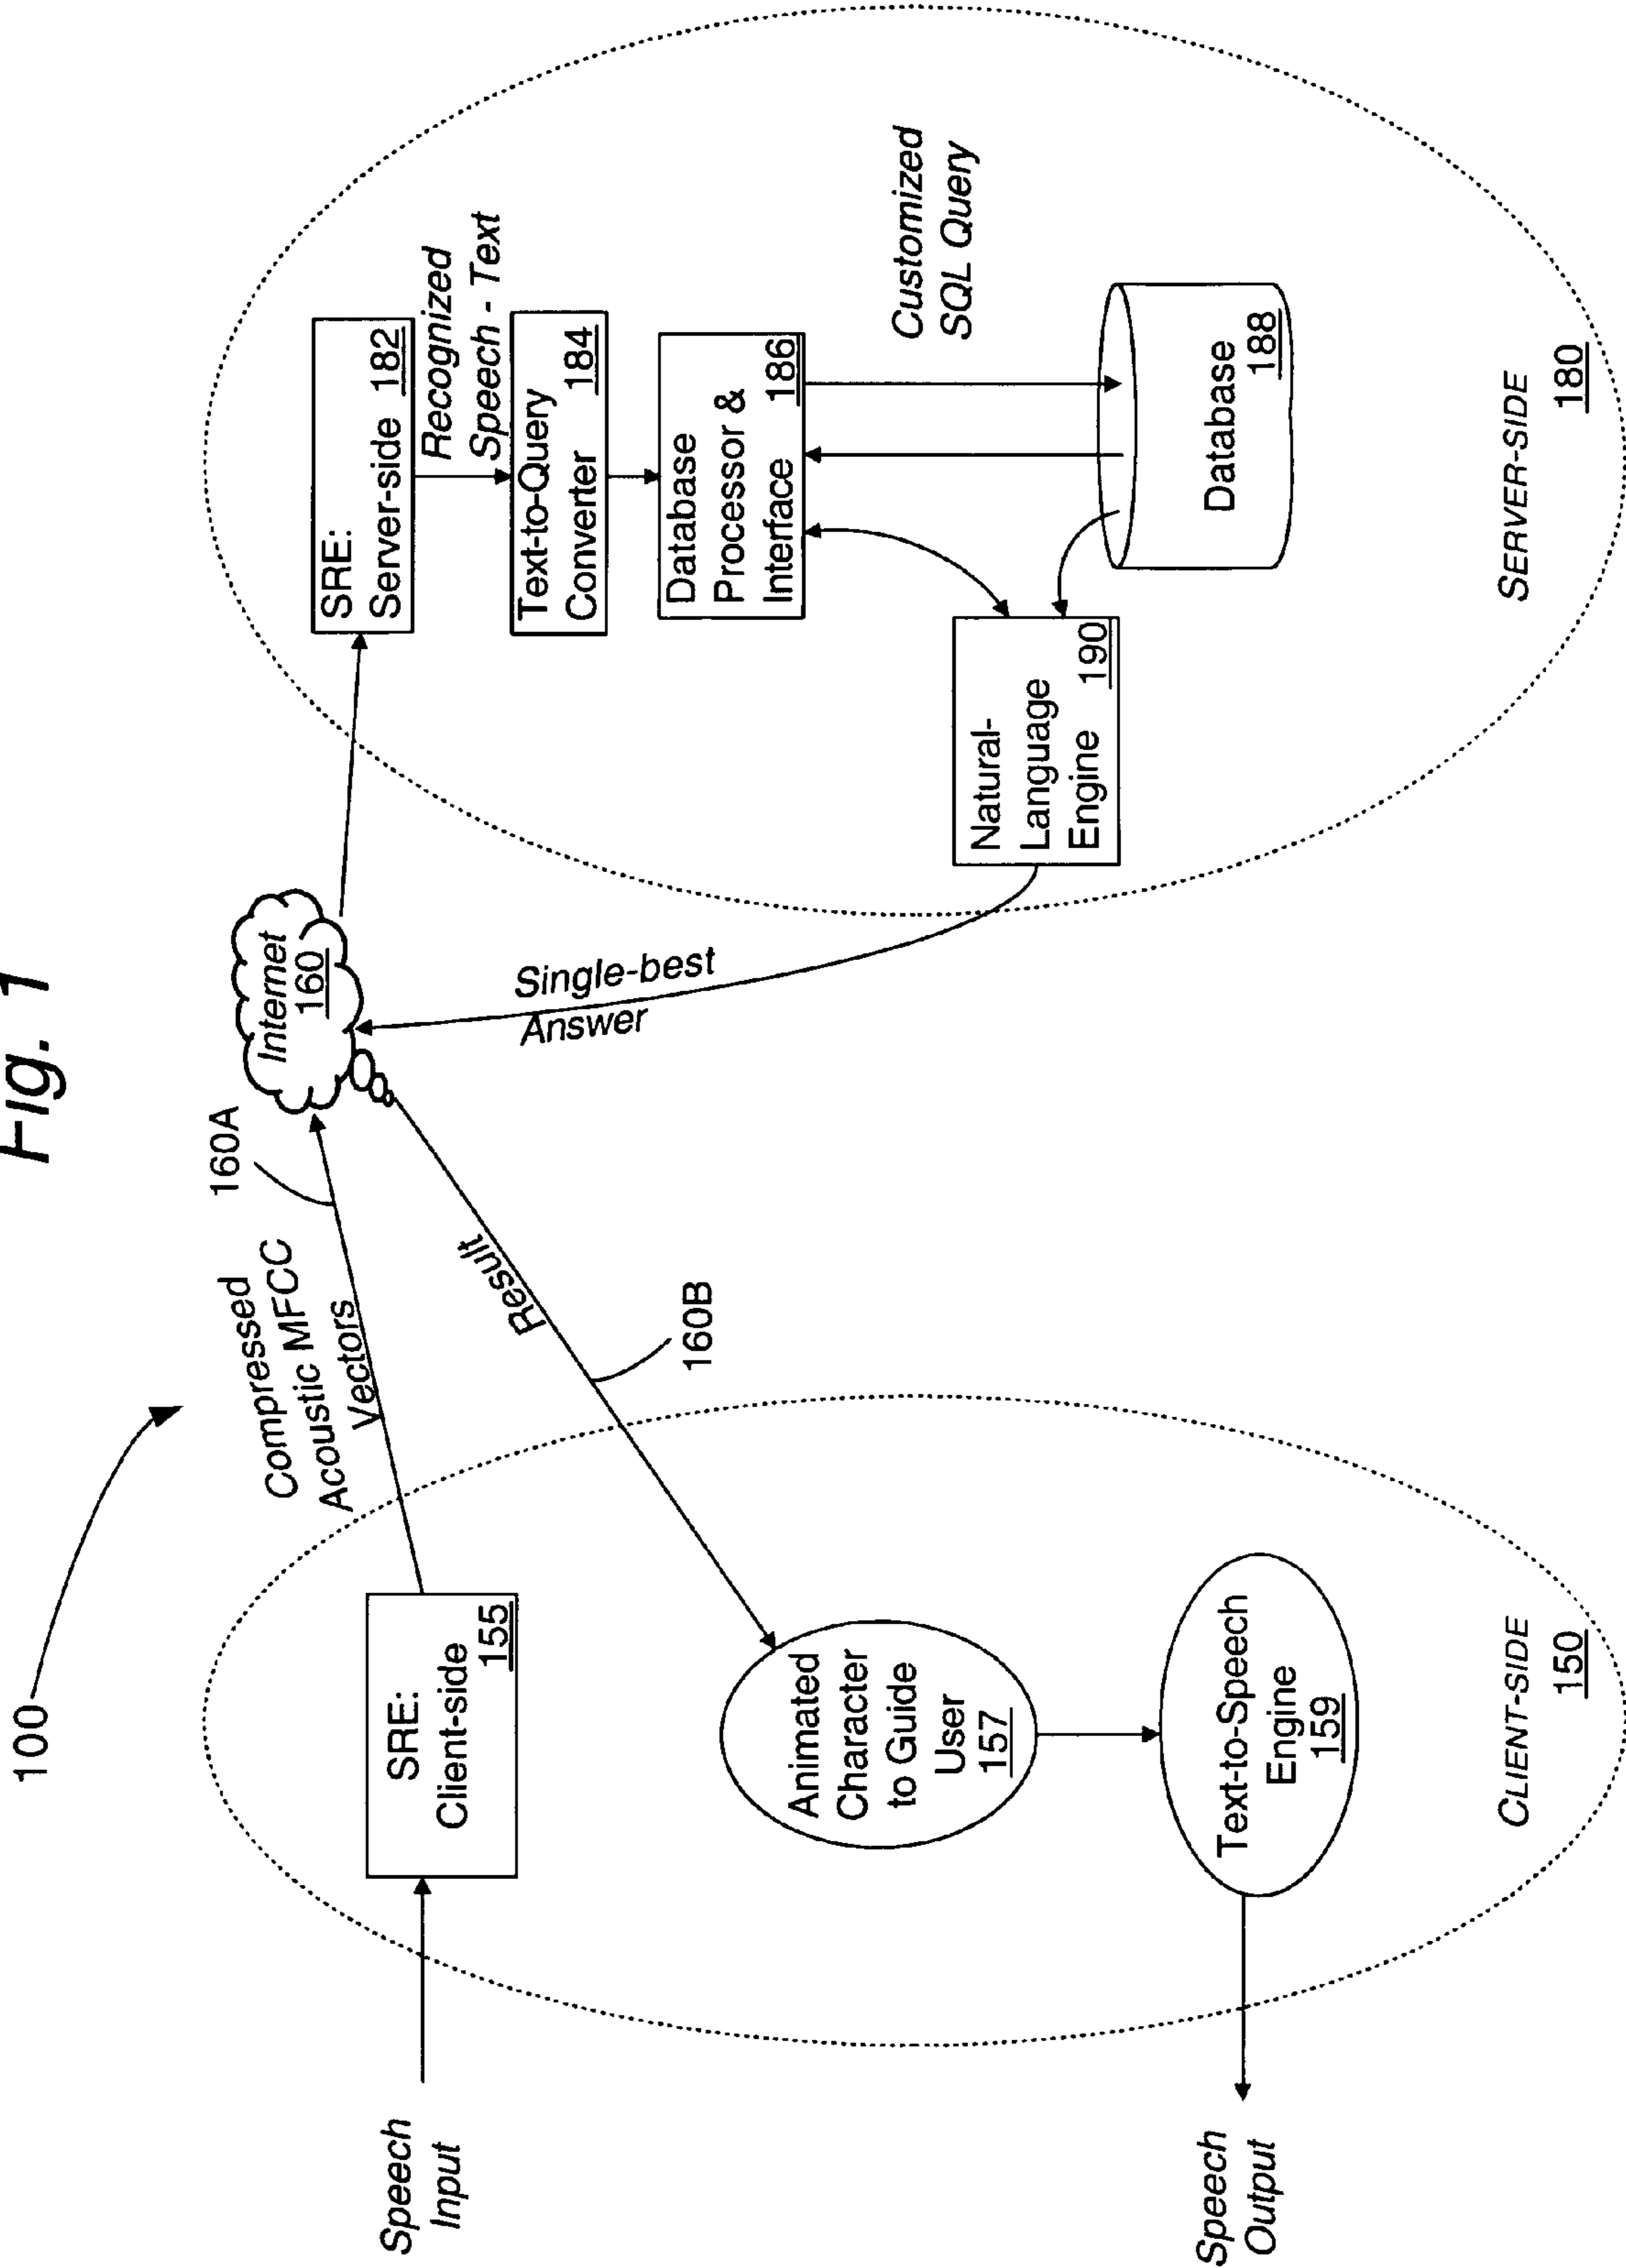 Fig. 1
100
Speech
Input
SRE:
Client-side
155
Compressed
Acoustic MFCC
Vectors
160A
Internet
160
Result
160B
Animated
Character
to Guide
User
157
Text-to-Speech
Engine
159
Speech
Output
CLIENT-SIDE
150
Single-best
Answer
SRE:
Server-side 182
Recognized
Speech - Text
Text-to-Query
Converter 184
Database
Processor &
Interface 186
Customized
SQL Query
Natural-
Language
Engine 190
Database
188
SERVER-SIDE
180